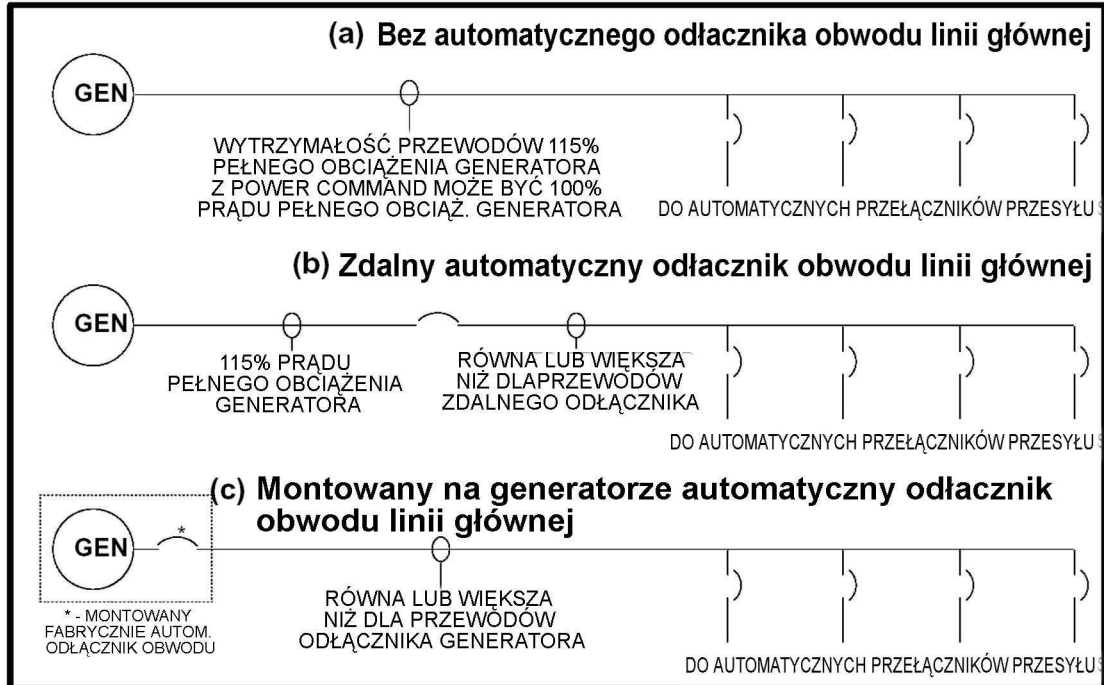 (a) Bez automatycznego odłacznika obwodu linii głównej
GEN
WYTRZYMAŁOŚĆ PRZEWODÓW 115%
PEŁNEGO OBCIĄŻENIA GENERATORA
Z POWER COMMAND MOŻE BYĆ 100%
PRĄDU PEŁNEGO OBCIĄŻ. GENERATORA
DO AUTOMATYCZNYCH PRZEŁĄCZNIKÓW PRZESYŁU
(b) Zdalny automatyczny odłacznik obwodu linii głównej
GEN
115% PRĄDU
PEŁNEGO OBCIĄŻENIA
GENERATORA
RÓWNA LUB WIĘKSZA
NIŻ DLAPRZEWODÓW
ZDALNEGO ODŁĄCZNIKA
DO AUTOMATYCZNYCH PRZEŁĄCZNIKÓW PRZESYŁU
(c) Montowany na generatorze automatyczny odłacznik
obwodu linii głównej
GEN
*
* - MONTOWANY
FABRYCZNIE AUTOM.
ODŁĄCZNIK OBWODU
RÓWNA LUB WIĘKSZA
NIŻ DLA PRZEWODÓW
ODŁĄCZNIKA GENERATORA
DO AUTOMATYCZNYCH PRZEŁĄCZNIKÓW PRZESYŁU